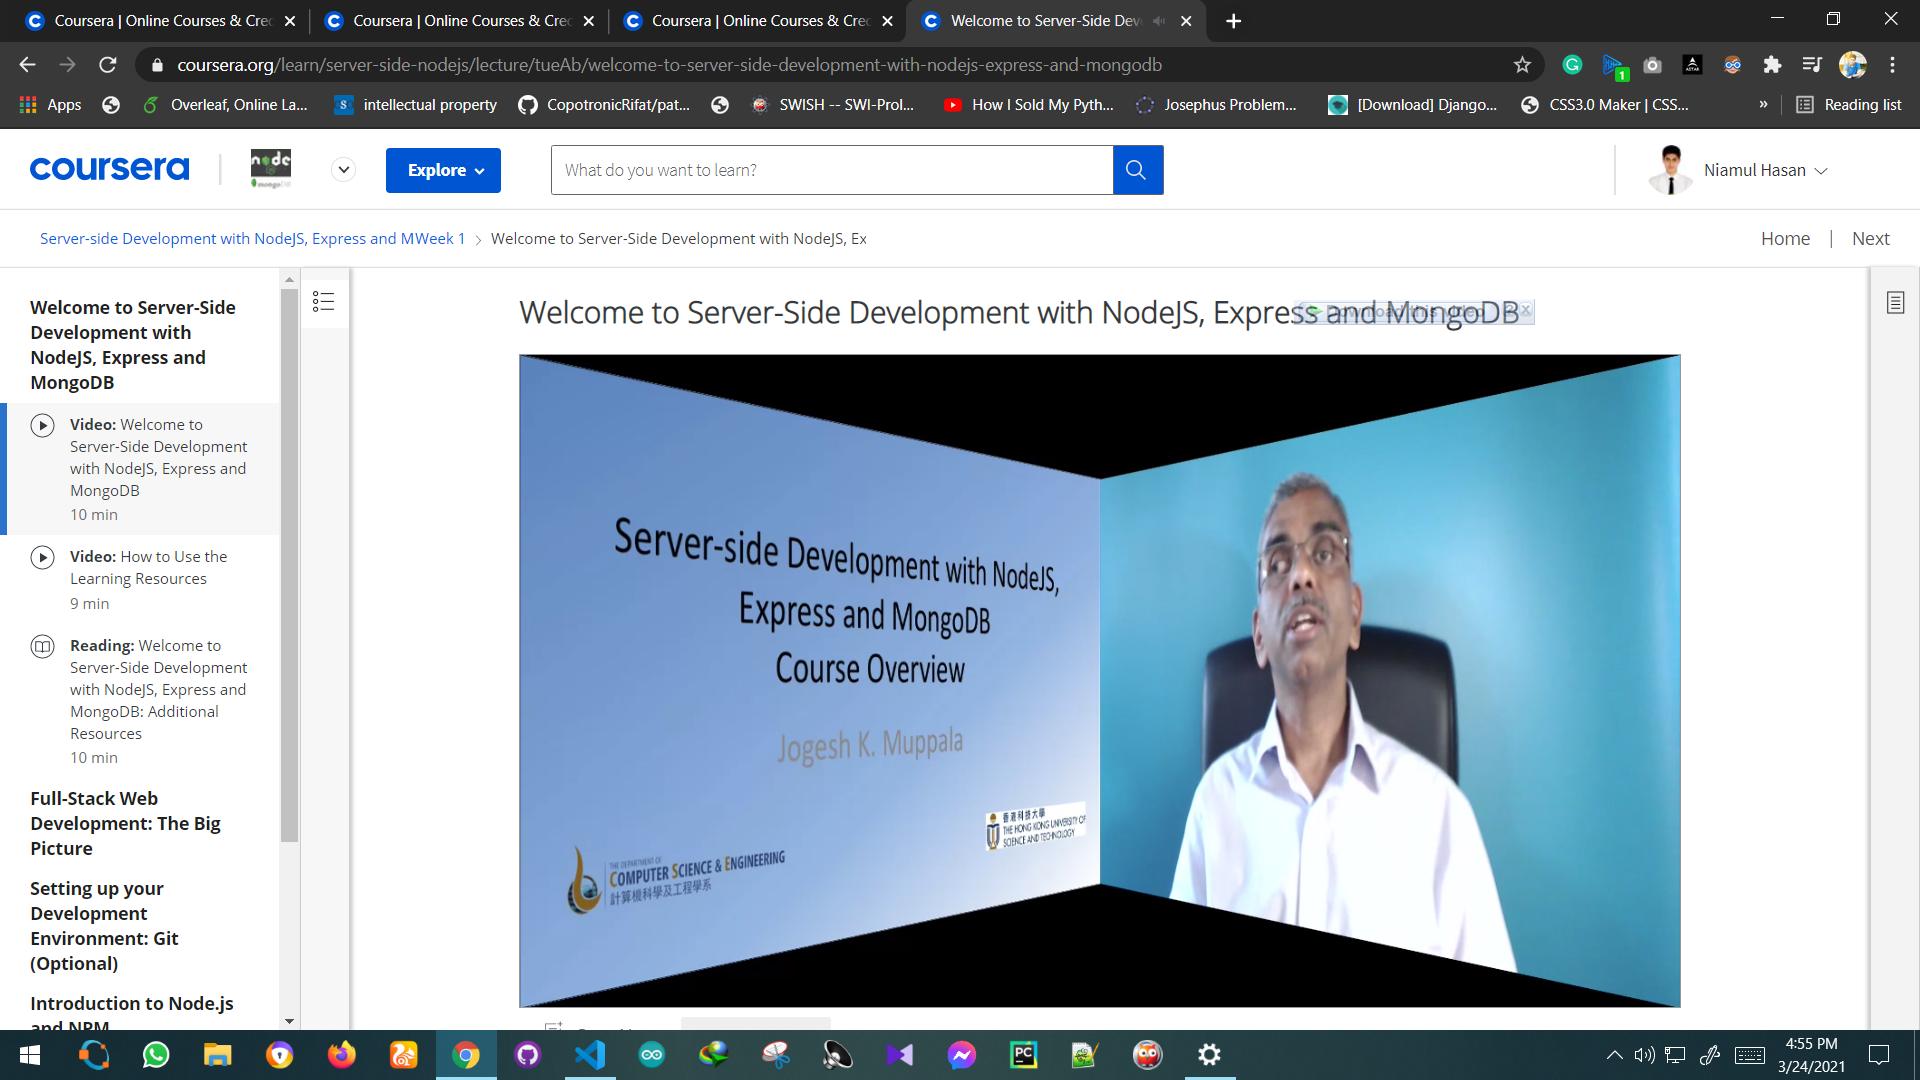 Coursera | Online Courses & Cre
Coursera | Online Courses & Cre
Coursera | Online Courses & Cre
Welcome to Server-Side Dev
coursera.org/learn/server-side-nodejs/lecture/tueAb/welcome-to-server-side-development-with-nodejs-express-and-mongodb
1
Apps
Overleaf, Online La...
intellectual property
CopotronicRifat/pat...
SWISH -- SWI-Prol...
How I Sold My Pyth...
Josephus Problem...
[Download] Django...
CSS3.0 Maker | CSS...
»
Reading list
coursera
node
mongoDB
Explore
What do you want to learn?
Niamul Hasan
Server-side Development with NodeJS, Express and MWeek 1 > Welcome to Server-Side Development with NodeJS, Ex
Home | Next
Welcome to Server-Side
Development with
NodeJS, Express and
MongoDB
Video: Welcome to
Server-Side Development
with NodeJS, Express and
MongoDB
10 min
Video: How to Use the
Learning Resources
9 min
Reading: Welcome to
Server-Side Development
with NodeJS, Express and
MongoDB: Additional
Resources
10 min
Full-Stack Web
Development: The Big
Picture
Setting up your
Development
Environment: Git
(Optional)
Introduction to Node.js
and NPM
Welcome to Server-Side Development with NodeJS, Express and MongoDB
Download this video ? X
Server-side Development with NodeJS,
Express and MongoDB
Course Overview
Jogesh K. Muppala
香港科技大學
THE HONG KONG UNIVERSITY OF
SCIENCE AND TECHNOLOGY
THE DEPARTMENT OF
COMPUTER SCIENCE & ENGINEERING
計算機科學及工程學系
PC
4:55 PM
3/24/2021